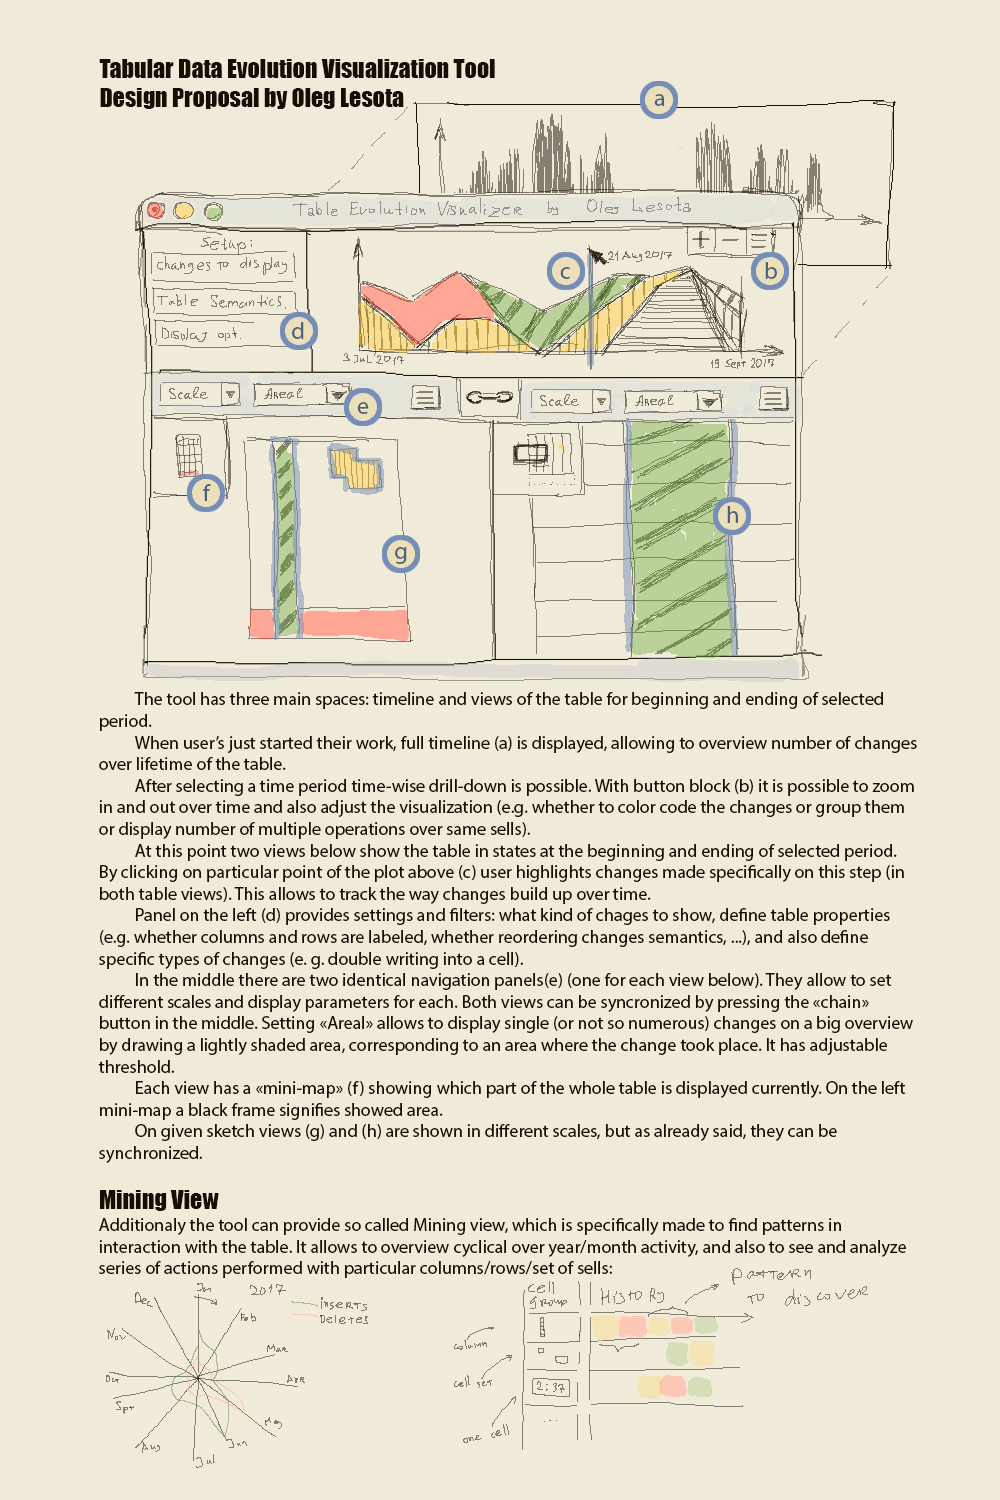 Tabular Data Evolution Visualization Tool
Design Proposal by Oleg Lesota
a
Table Evolution Visualizer by Oleg Lesota
Setup:
changes to display
Table Semantics.
Display opt.
d
+ −
b
c
21 Aug 2017
3 Jul 2017
19 Sept 2017
Scale
Areal
e
Scale
Areal
f
g
h
The tool has three main spaces: timeline and views of the table for beginning and ending of selected
period.
When user's just started their work, full timeline (a) is displayed, allowing to overview number of changes
over lifetime of the table.
After selecting a time period time-wise drill-down is possible. With button block (b) it is possible to zoom
in and out over time and also adjust the visualization (e.g. whether to color code the changes or group them
or display number of multiple operations over same sells).
At this point two views below show the table in states at the beginning and ending of selected period.
By clicking on particular point of the plot above (c) user highlights changes made specifically on this step (in
both table views). This allows to track the way changes build up over time.
Panel on the left (d) provides settings and filters: what kind of chages to show, define table properties
(e.g. whether columns and rows are labeled, whether reordering changes semantics, ...), and also define
specific types of changes (e. g. double writing into a cell).
In the middle there are two identical navigation panels(e) (one for each view below). They allow to set
different scales and display parameters for each. Both views can be syncronized by pressing the «chain»
button in the middle. Setting «Areal» allows to display single (or not so numerous) changes on a big overview
by drawing a lightly shaded area, corresponding to an area where the change took place. It has adjustable
threshold.
Each view has a «mini-map» (f) showing which part of the whole table is displayed currently. On the left
mini-map a black frame signifies showed area.
On given sketch views (g) and (h) are shown in different scales, but as already said, they can be
synchronized.
Mining View
Additionaly the tool can provide so called Mining view, which is specifically made to find patterns in
interaction with the table. It allows to overview cyclical over year/month activity, and also to see and analyze
series of actions performed with particular columns/rows/set of sells:
2017
Jan
Feb
Mar
Apr
May
Jun
Jul
Aug
Spt
Oct
Nov
Dec
inserts
Deletes
cell
group
History
Pattern
to discover
column
cell set
one cell
2:37
...